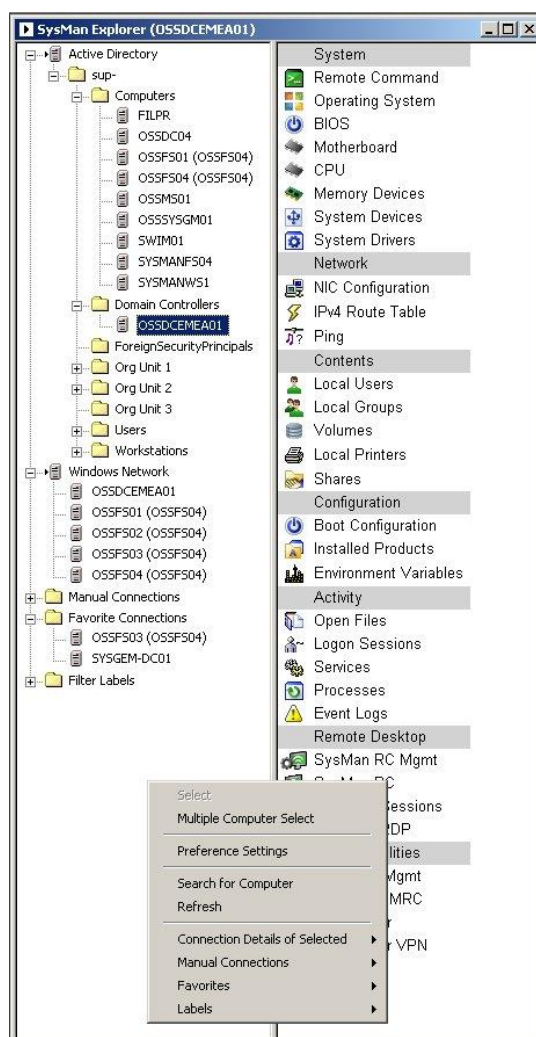 SysMan Explorer (OSSDCEMEA01)
Active Directory
sup-
Computers
FILPR
OSSDC04
OSSFS01 (OSSFS04)
OSSFS04 (OSSFS04)
OSSMS01
OSSSYSGM01
SWIM01
SYSMANFS04
SYSMANWS1
Domain Controllers
OSSDCEMEA01
ForeignSecurityPrincipals
Org Unit 1
Org Unit 2
Org Unit 3
Users
Workstations
Windows Network
OSSDCEMEA01
OSSFS01 (OSSFS04)
OSSFS02 (OSSFS04)
OSSFS03 (OSSFS04)
OSSFS04 (OSSFS04)
Manual Connections
Favorite Connections
OSSFS03 (OSSFS04)
SYSGEM-DC01
Filter Labels
System
Remote Command
Operating System
BIOS
Motherboard
CPU
Memory Devices
System Devices
System Drivers
Network
NIC Configuration
IPv4 Route Table
Ping
Contents
Local Users
Local Groups
Volumes
Local Printers
Shares
Configuration
Boot Configuration
Installed Products
Environment Variables
Activity
Open Files
Logon Sessions
Services
Processes
Event Logs
Remote Desktop
SysMan RC Mgmt
Sessions
RDP
lities
Mgmt
MRC
r
r VPN
Select
Multiple Computer Select
Preference Settings
Search for Computer
Refresh
Connection Details of Selected
Manual Connections
Favorites
Labels